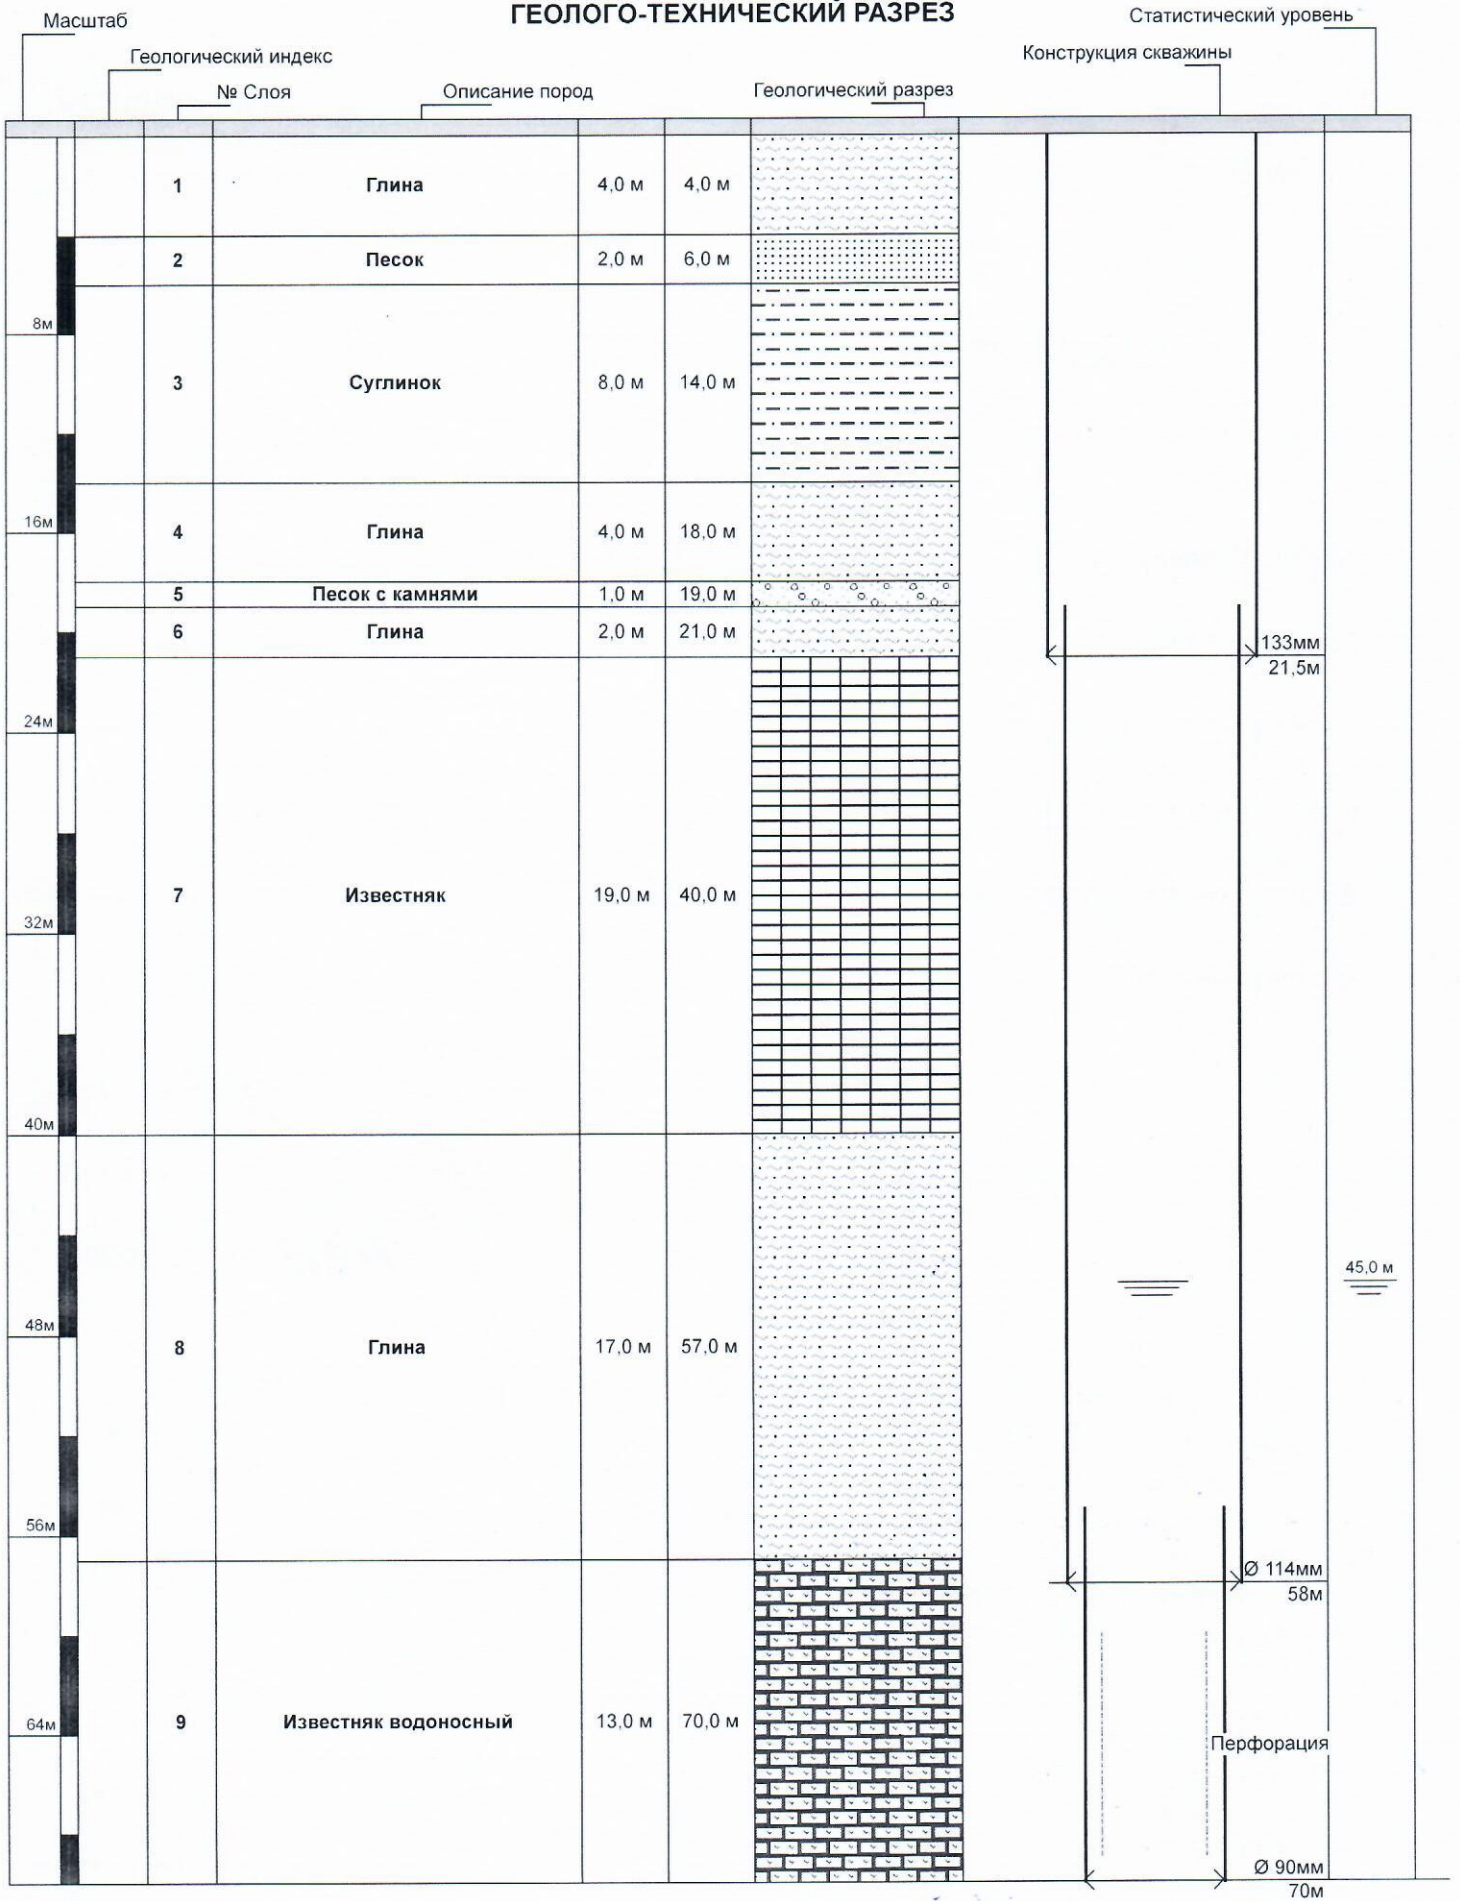 ГЕОЛОГО-ТЕХНИЧЕСКИЙ РАЗРЕЗ
Масштаб
Статистический уровень
Геологический индекс
Конструкция скважины
№ Слоя
Описание пород
Геологический разрез
1 Глина 4,0 м 4,0 м
2 Песок 2,0 м 6,0 м
8м
3 Суглинок 8,0 м 14,0 м
16м
4 Глина 4,0 м 18,0 м
5 Песок с камнями 1,0 м 19,0 м
6 Глина 2,0 м 21,0 м
133мм
21,5м
24м
7 Известняк 19,0 м 40,0 м
32м
40м
45,0 м
48м
8 Глина 17,0 м 57,0 м
56м
Ø 114мм
58м
9 Известняк водоносный 13,0 м 70,0 м
64м
Перфорация
Ø 90мм
70м